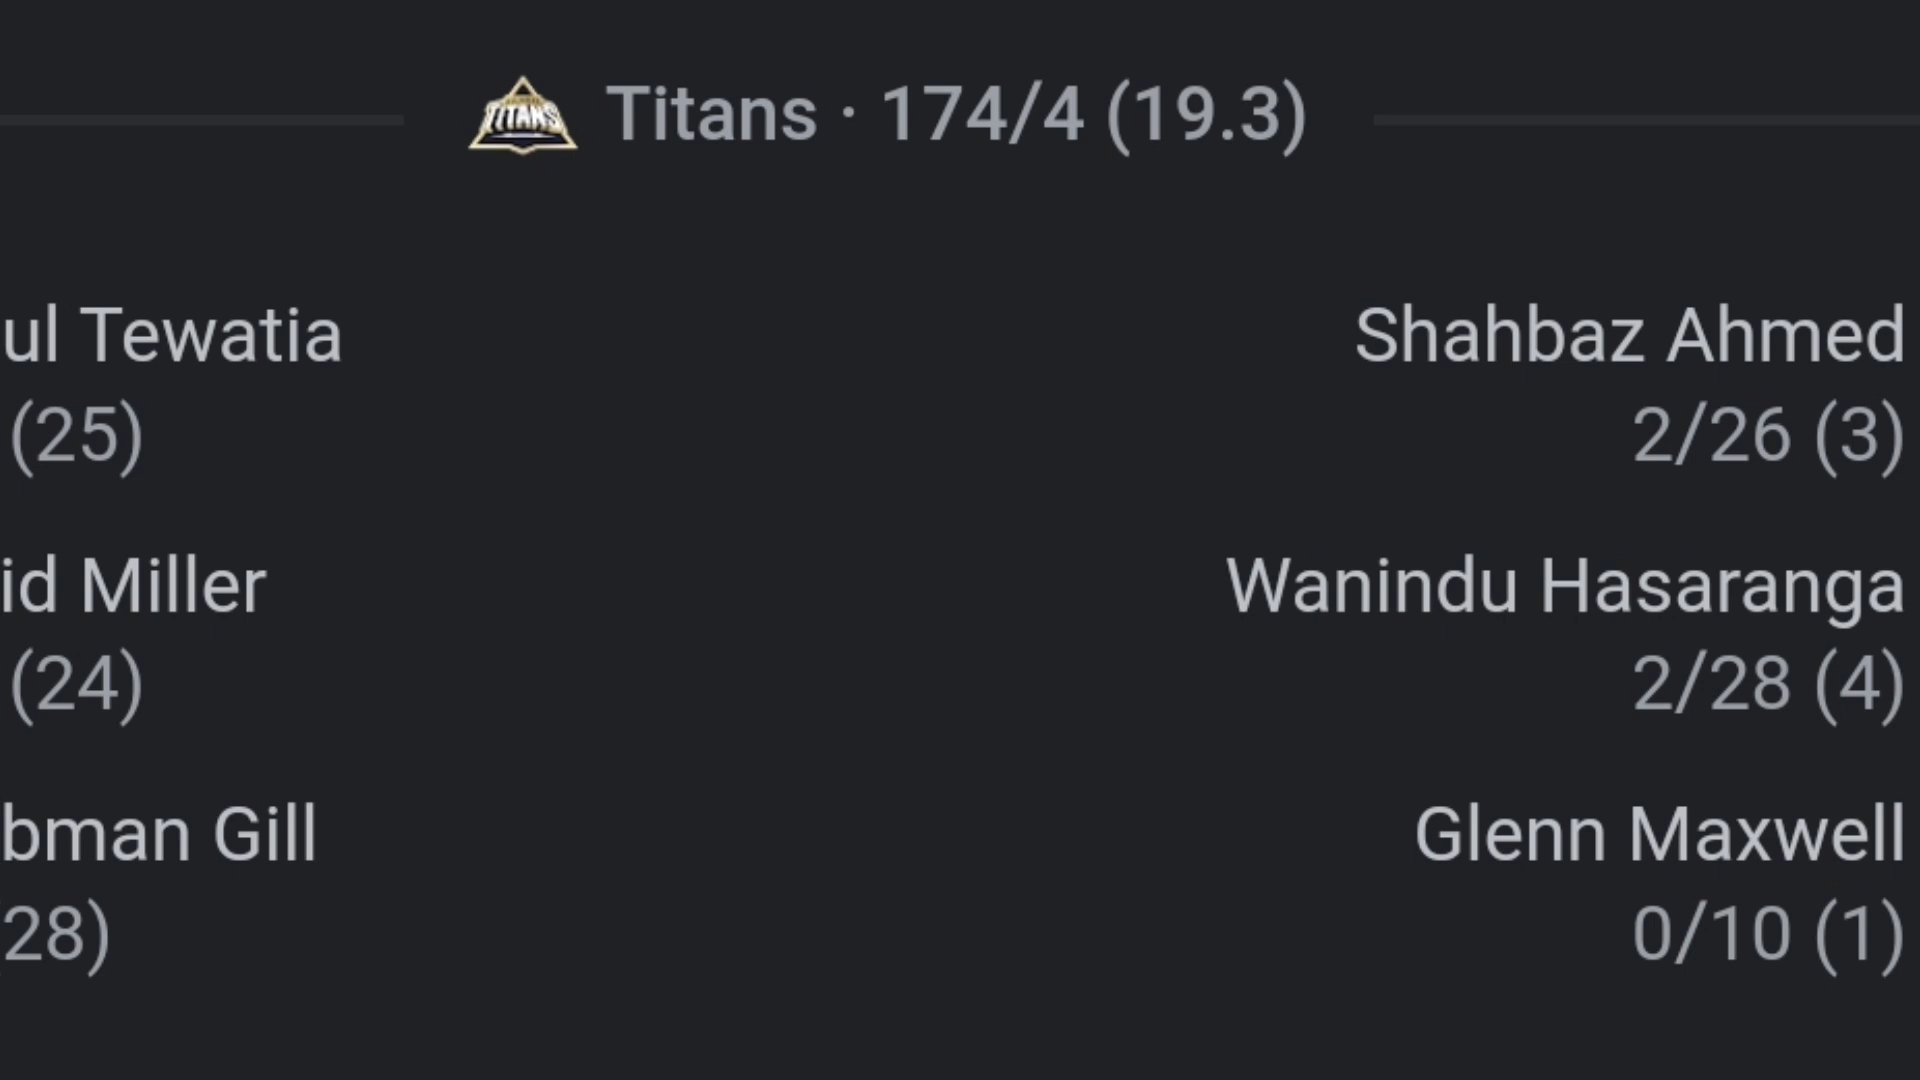 TITANS
Titans · 174/4 (19.3)
ul Tewatia
Shahbaz Ahmed
(25)
2/26 (3)
id Miller
Wanindu Hasaranga
(24)
2/28 (4)
bman Gill
Glenn Maxwell
28)
0/10 (1)